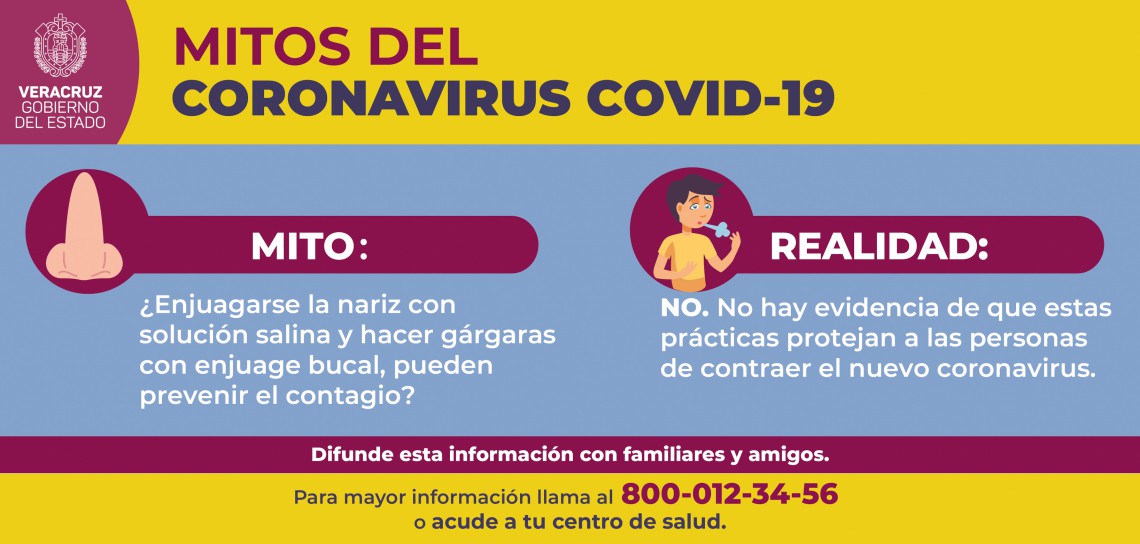 VERACRUZ
GOBIERNO
DEL ESTADO
MITOS DEL
CORONAVIRUS COVID-19
MITO:
¿Enjuagarse la nariz con
solución salina y hacer gárgaras
con enjuage bucal, pueden
prevenir el contagio?
REALIDAD:
NO. No hay evidencia de que estas
prácticas protejan a las personas
de contraer el nuevo coronavirus.
Difunde esta información con familiares y amigos.
Para mayor información llama al 800-012-34-56
o acude a tu centro de salud.